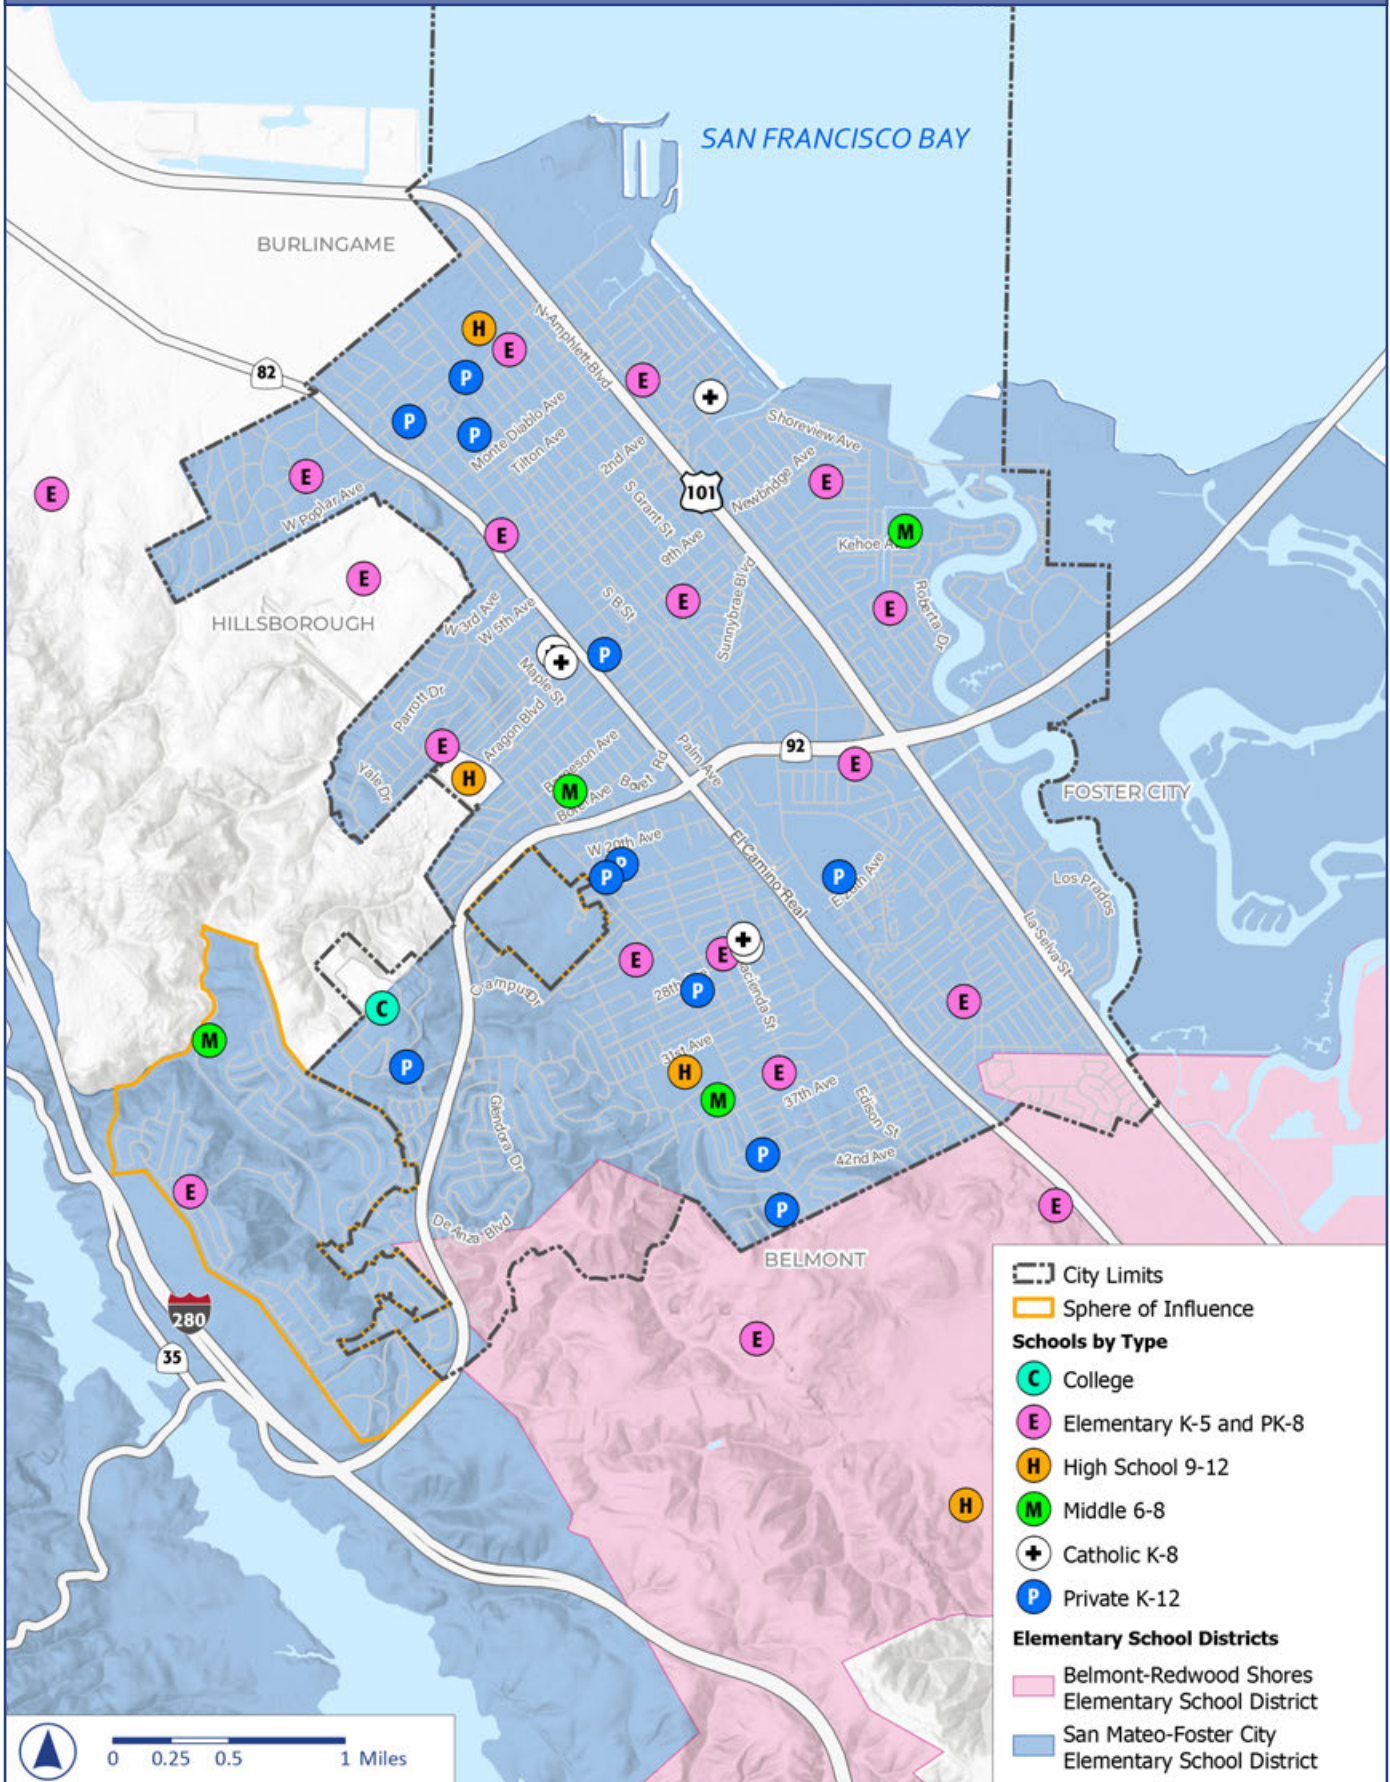 SAN FRANCISCO BAY
BURLINGAME
N Amphlett Blvd
H
E
P
E
82
P
P
Monte Diablo Ave
Tilton Ave
Shoreview Ave
2nd Ave
E
E
W Poplar Ave
101
Newbridge Ave
E
S Grant St
M
E
9th Ave
Kehoe
E
HILLSBOROUGH
W 3rd Ave
W 5th Ave
S B St
E
Sunnybrae Blvd
E
Roberta Dr
P
Maple St
Parrott Dr
Aragon Blvd
E
Yale Dr
H
M
Bovet Rd
Palm Ave
92
E
Borel Ave
FOSTER CITY
W 20th Ave
El Camino Real
P
P
P
E 28th Ave
Los Prados
La Selva St
E
E
28th
P
Campus Dr
C
E
M
P
31st Ave
H
E
M
37th Ave
Edison St
Glendora Dr
P
42nd Ave
E
P
E
De Anza Blvd
BELMONT
280
35
E
H
City Limits
Sphere of Influence
Schools by Type
C College
E Elementary K-5 and PK-8
H High School 9-12
M Middle 6-8
Catholic K-8
P Private K-12
Elementary School Districts
Belmont-Redwood Shores
Elementary School District
San Mateo-Foster City
Elementary School District
0 0.25 0.5 1 Miles